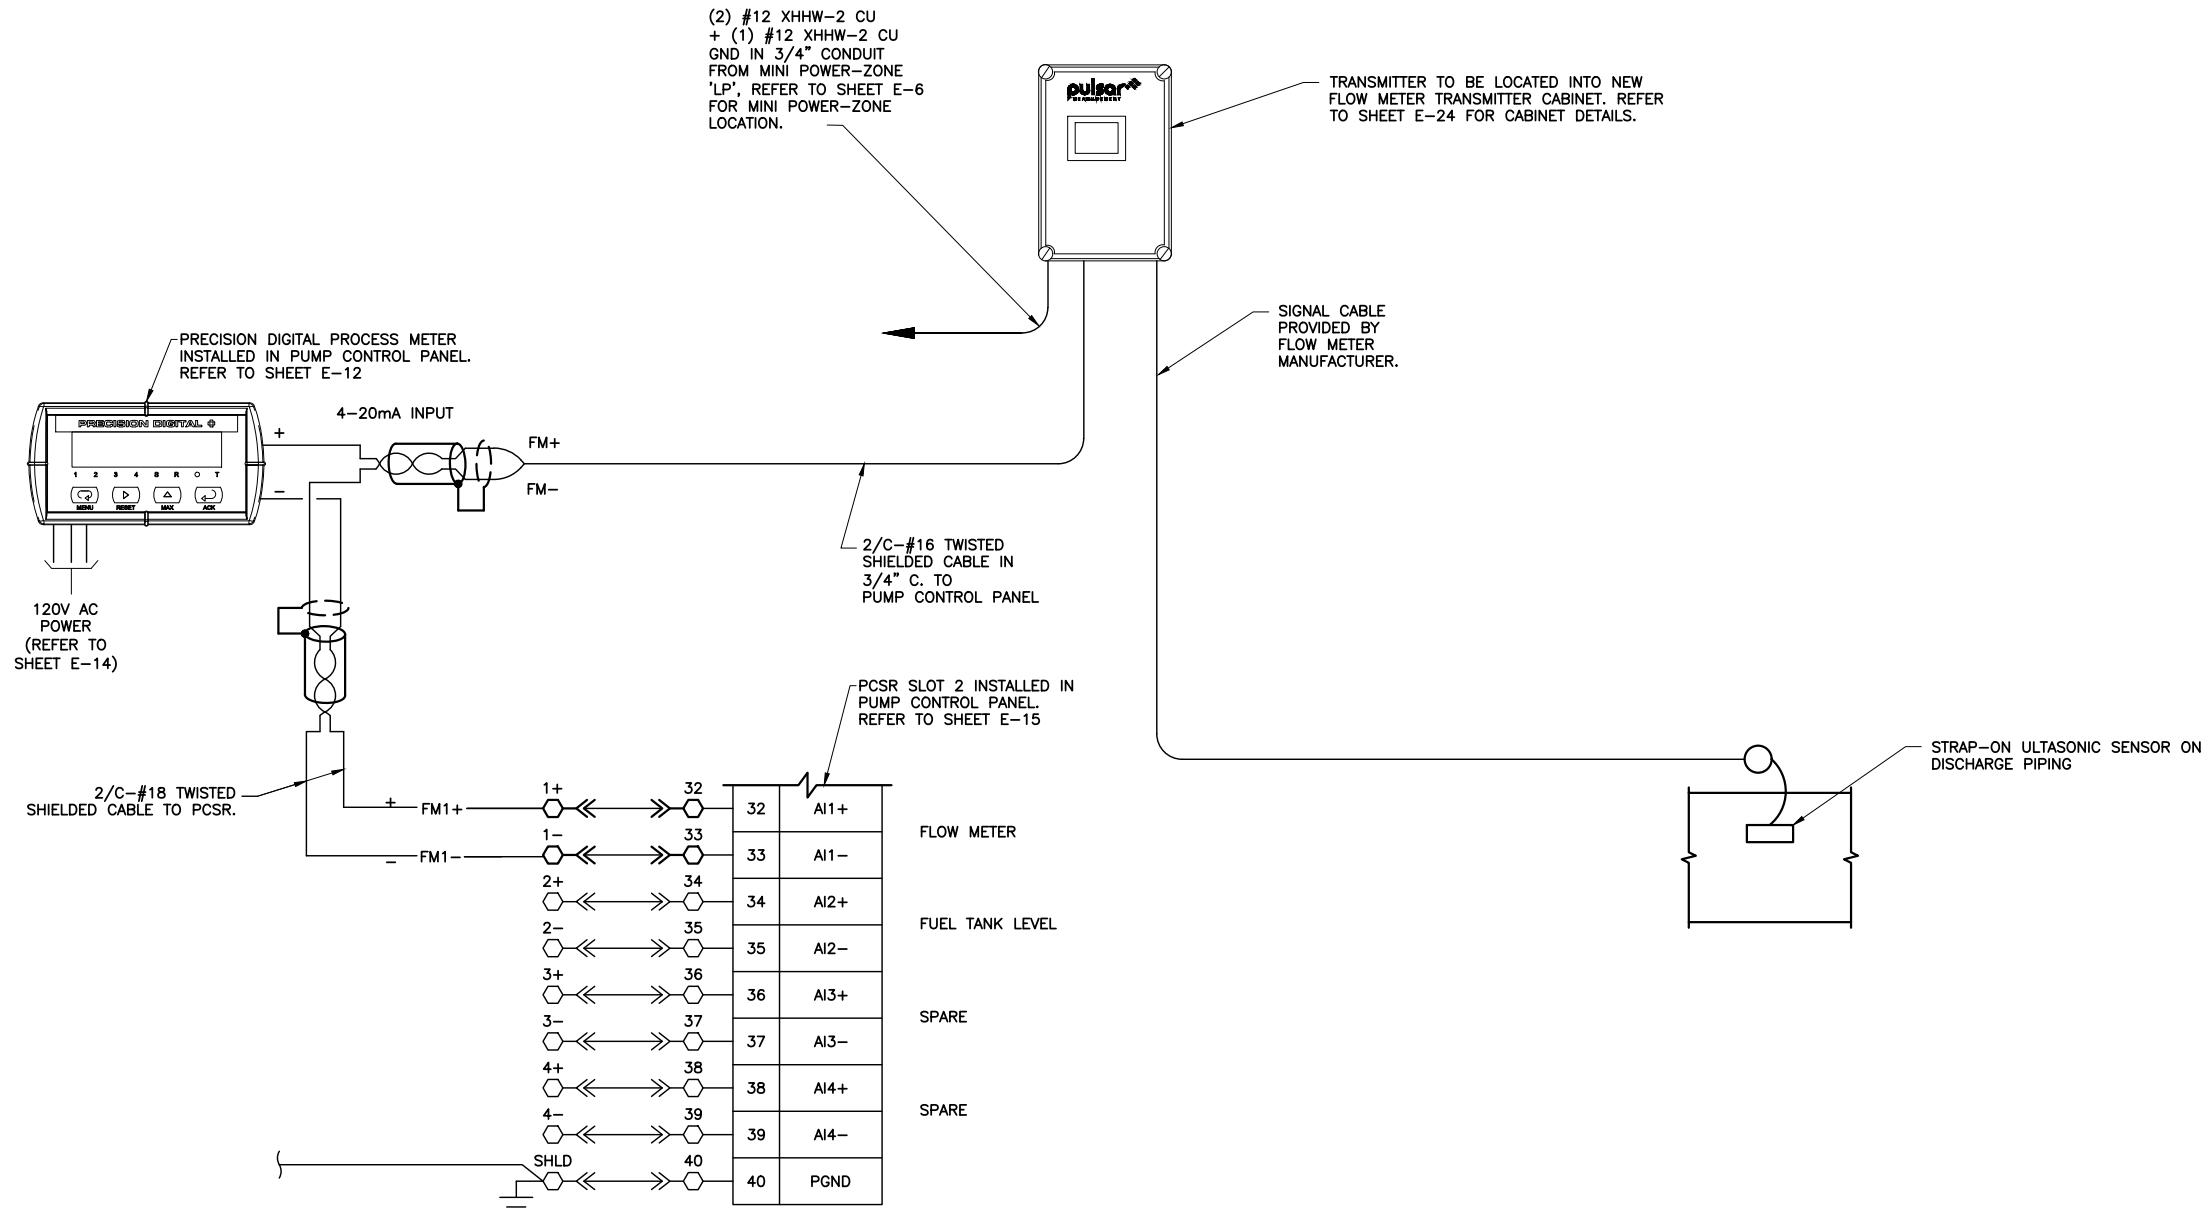 (2) #12 XHHW-2 CU
+ (1) #12 XHHW-2 CU
GND IN 3/4" CONDUIT
FROM MINI POWER-ZONE
'LP', REFER TO SHEET E-6
FOR MINI POWER-ZONE
LOCATION.
pulsar
MEASUREMENT
TRANSMITTER TO BE LOCATED INTO NEW
FLOW METER TRANSMITTER CABINET. REFER
TO SHEET E-24 FOR CABINET DETAILS.
SIGNAL CABLE
PROVIDED BY
FLOW METER
MANUFACTURER.
PRECISION DIGITAL PROCESS METER
INSTALLED IN PUMP CONTROL PANEL.
REFER TO SHEET E-12
4-20mA INPUT
PRECISION DIGITAL
1 2 3 4 S R O T
MENU RESET MAX ACK
+
-
FM+
FM-
2/C-#16 TWISTED
SHIELDED CABLE IN
3/4" C. TO
PUMP CONTROL PANEL
120V AC
POWER
(REFER TO
SHEET E-14)
PCSR SLOT 2 INSTALLED IN
PUMP CONTROL PANEL.
REFER TO SHEET E-15
STRAP-ON ULTASONIC SENSOR ON
DISCHARGE PIPING
2/C-#18 TWISTED
SHIELDED CABLE TO PCSR.
1+ 32
+ FM1+ 32 AI1+
FLOW METER
1- 33
- FM1- 33 AI1-
2+ 34
34 AI2+
FUEL TANK LEVEL
2- 35
35 AI2-
3+ 36
36 AI3+
SPARE
3- 37
37 AI3-
4+ 38
38 AI4+
SPARE
4- 39
39 AI4-
SHLD 40
40 PGND